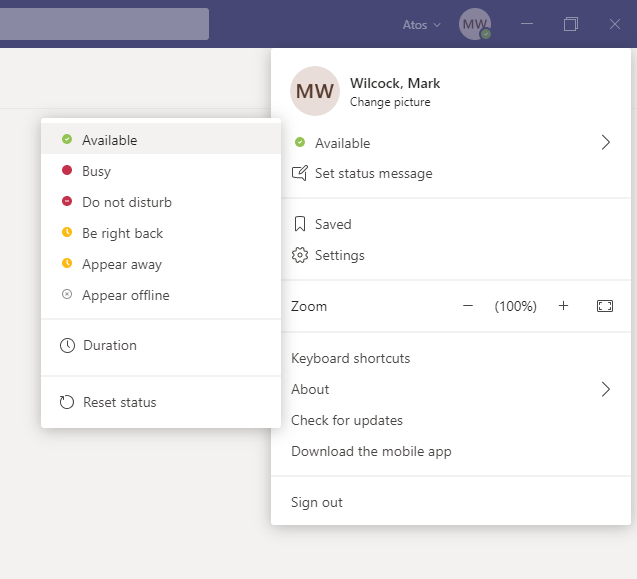 Atos
MW
MW
Wilcock, Mark
Change picture
Available
Set status message
Saved
Settings
Zoom
(100%)
Keyboard shortcuts
About
Check for updates
Download the mobile app
Sign out
Available
Busy
Do not disturb
Be right back
Appear away
Appear offline
Duration
Reset status